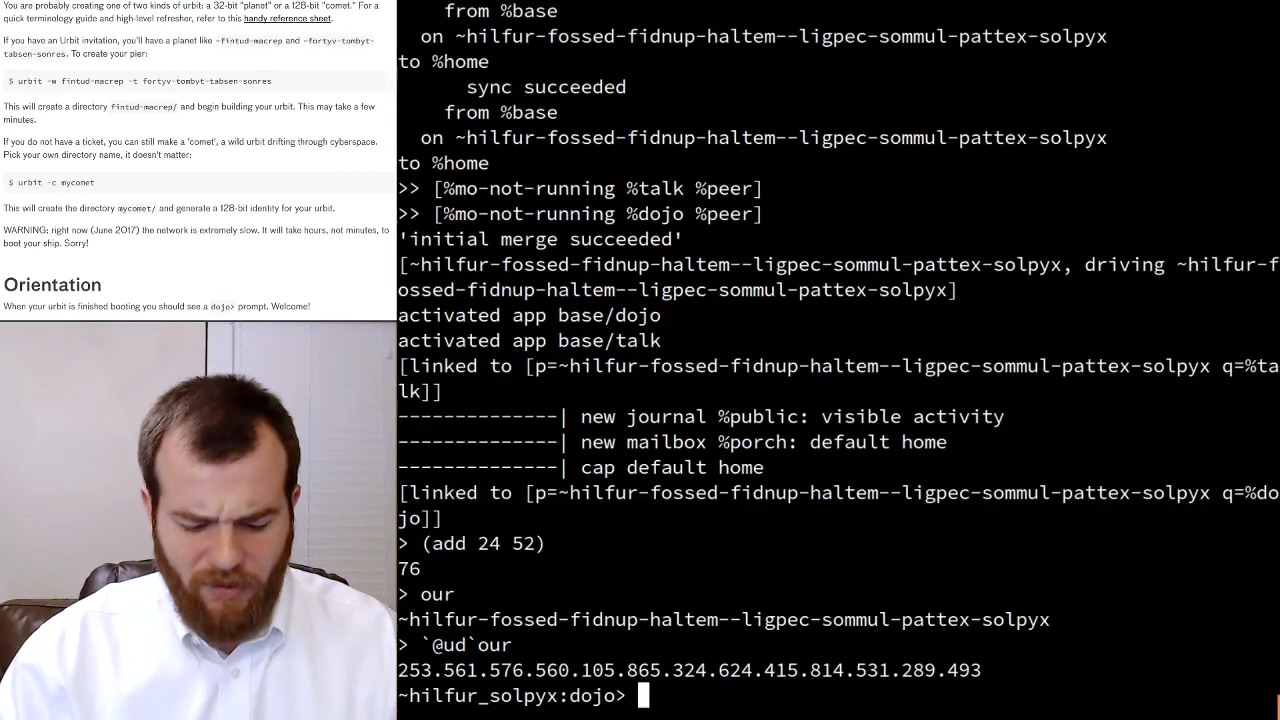 You are probably creating one of two kinds of urbit: a 32-bit "planet" or a 128-bit "comet." For a
quick terminology guide and high-level refresher, refer to this handy reference sheet.
If you have an Urbit invitation, you'll have a planet like ~fintud-macrep and ~fortyv-tombyt-
tabsen-sonres. To create your pier:
$ urbit -w fintud-macrep -t fortyv-tombyt-tabsen-sonres
This will create a directory fintud-macrep/ and begin building your urbit. This may take a few
minutes.
If you do not have a ticket, you can still make a 'comet', a wild urbit drifting through cyberspace.
Pick your own directory name, it doesn't matter:
$ urbit -c mycomet
This will create the directory mycomet/ and generate a 128-bit identity for your urbit.
WARNING: right now (June 2017) the network is extremely slow. It will take hours, not minutes, to
boot your ship. Sorry!
Orientation
When your urbit is finished booting you should see a dojo> prompt. Welcome!
from %base
on ~hilfur-fossed-fidnup-haltem--ligpec-sommul-pattex-solpyx
to %home
sync succeeded
from %base
on ~hilfur-fossed-fidnup-haltem--ligpec-sommul-pattex-solpyx
to %home
>> [%mo-not-running %talk %peer]
>> [%mo-not-running %dojo %peer]
'initial merge succeeded'
[~hilfur-fossed-fidnup-haltem--ligpec-sommul-pattex-solpyx, driving ~hilfur-f
ossed-fidnup-haltem--ligpec-sommul-pattex-solpyx]
activated app base/dojo
activated app base/talk
[linked to [p=~hilfur-fossed-fidnup-haltem--ligpec-sommul-pattex-solpyx q=%ta
lk]]
--------------| new journal %public: visible activity
--------------| new mailbox %porch: default home
--------------| cap default home
[linked to [p=~hilfur-fossed-fidnup-haltem--ligpec-sommul-pattex-solpyx q=%do
jo]]
> (add 24 52)
76
> our
~hilfur-fossed-fidnup-haltem--ligpec-sommul-pattex-solpyx
> `@ud`our
253.561.576.560.105.865.324.624.415.814.531.289.493
~hilfur_solpyx:dojo>